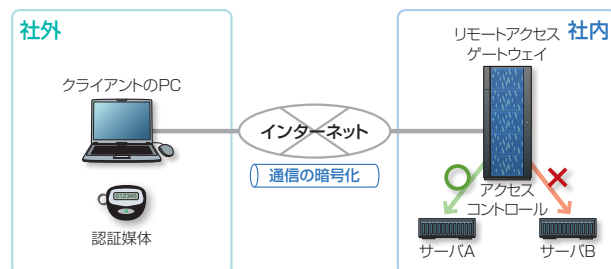 社外
クライアントのPC
認証媒体
インターネット
通信の暗号化
社内
リモートアクセス
ゲートウェイ
アクセス
コントロール
サーバA
サーバB